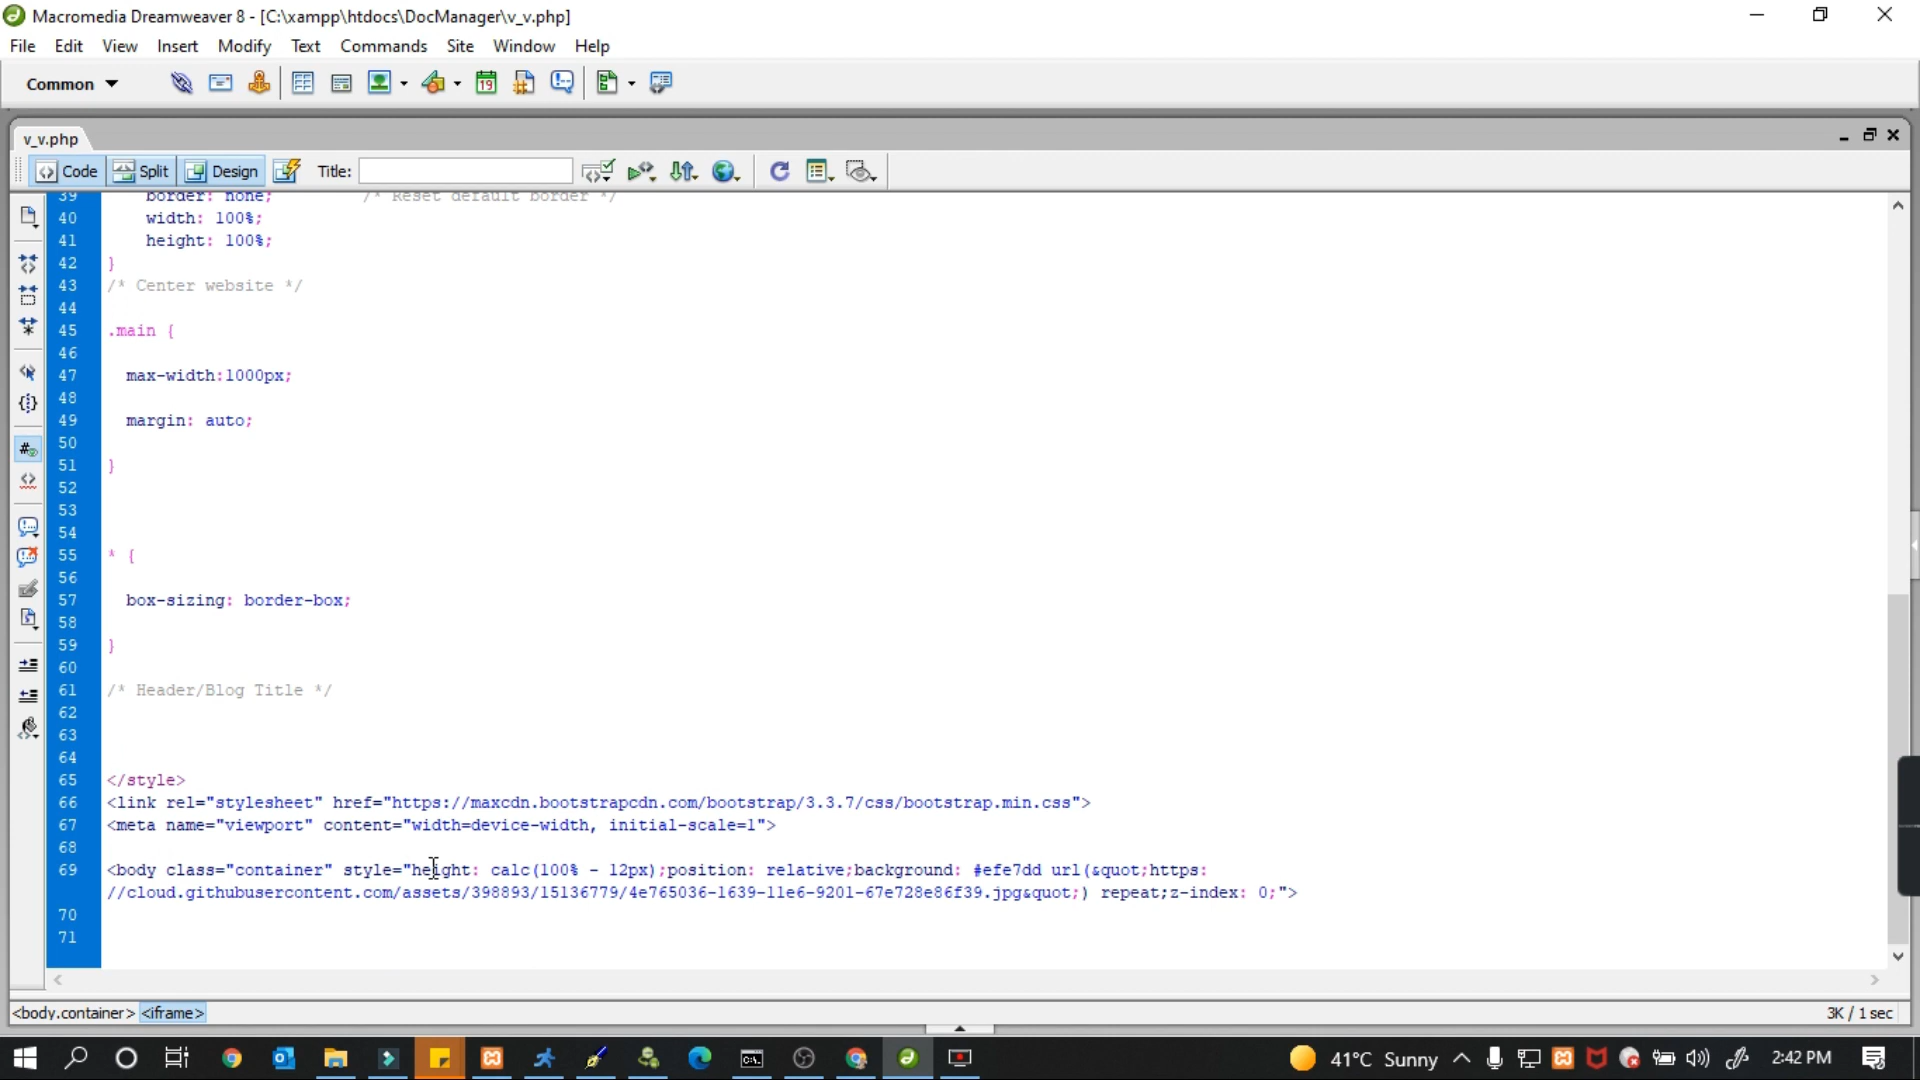 Macromedia Dreamweaver 8 - [C:\xampp\htdocs\DocManager\v_v.php]
File Edit View Insert Modify Text Commands Site Window Help
Common
v_v.php
Code Split Design Title:
39 border: none; /* Reset default border */
40 width: 100%;
41 height: 100%;
42 }
43 /* Center website */
44
45 .main {
46
47 max-width:1000px;
48
49 margin: auto;
50
51 }
52
53
54
55 * {
56
57 box-sizing: border-box;
58
59 }
60
61 /* Header/Blog Title */
62
63
64
65 </style>
66 <link rel="stylesheet" href="https://maxcdn.bootstrapcdn.com/bootstrap/3.3.7/css/bootstrap.min.css">
67 <meta name="viewport" content="width=device-width, initial-scale=1">
68
69 <body class="container" style="height: calc(100% - 12px);position: relative;background: #efe7dd url(&quot;https:
//cloud.githubusercontent.com/assets/398893/15136779/4e765036-1639-11e6-9201-67e728e86f39.jpg&quot;) repeat;z-index: 0;">
70
71
<body.container> <iframe> 3K / 1 sec
41°C Sunny 2:42 PM